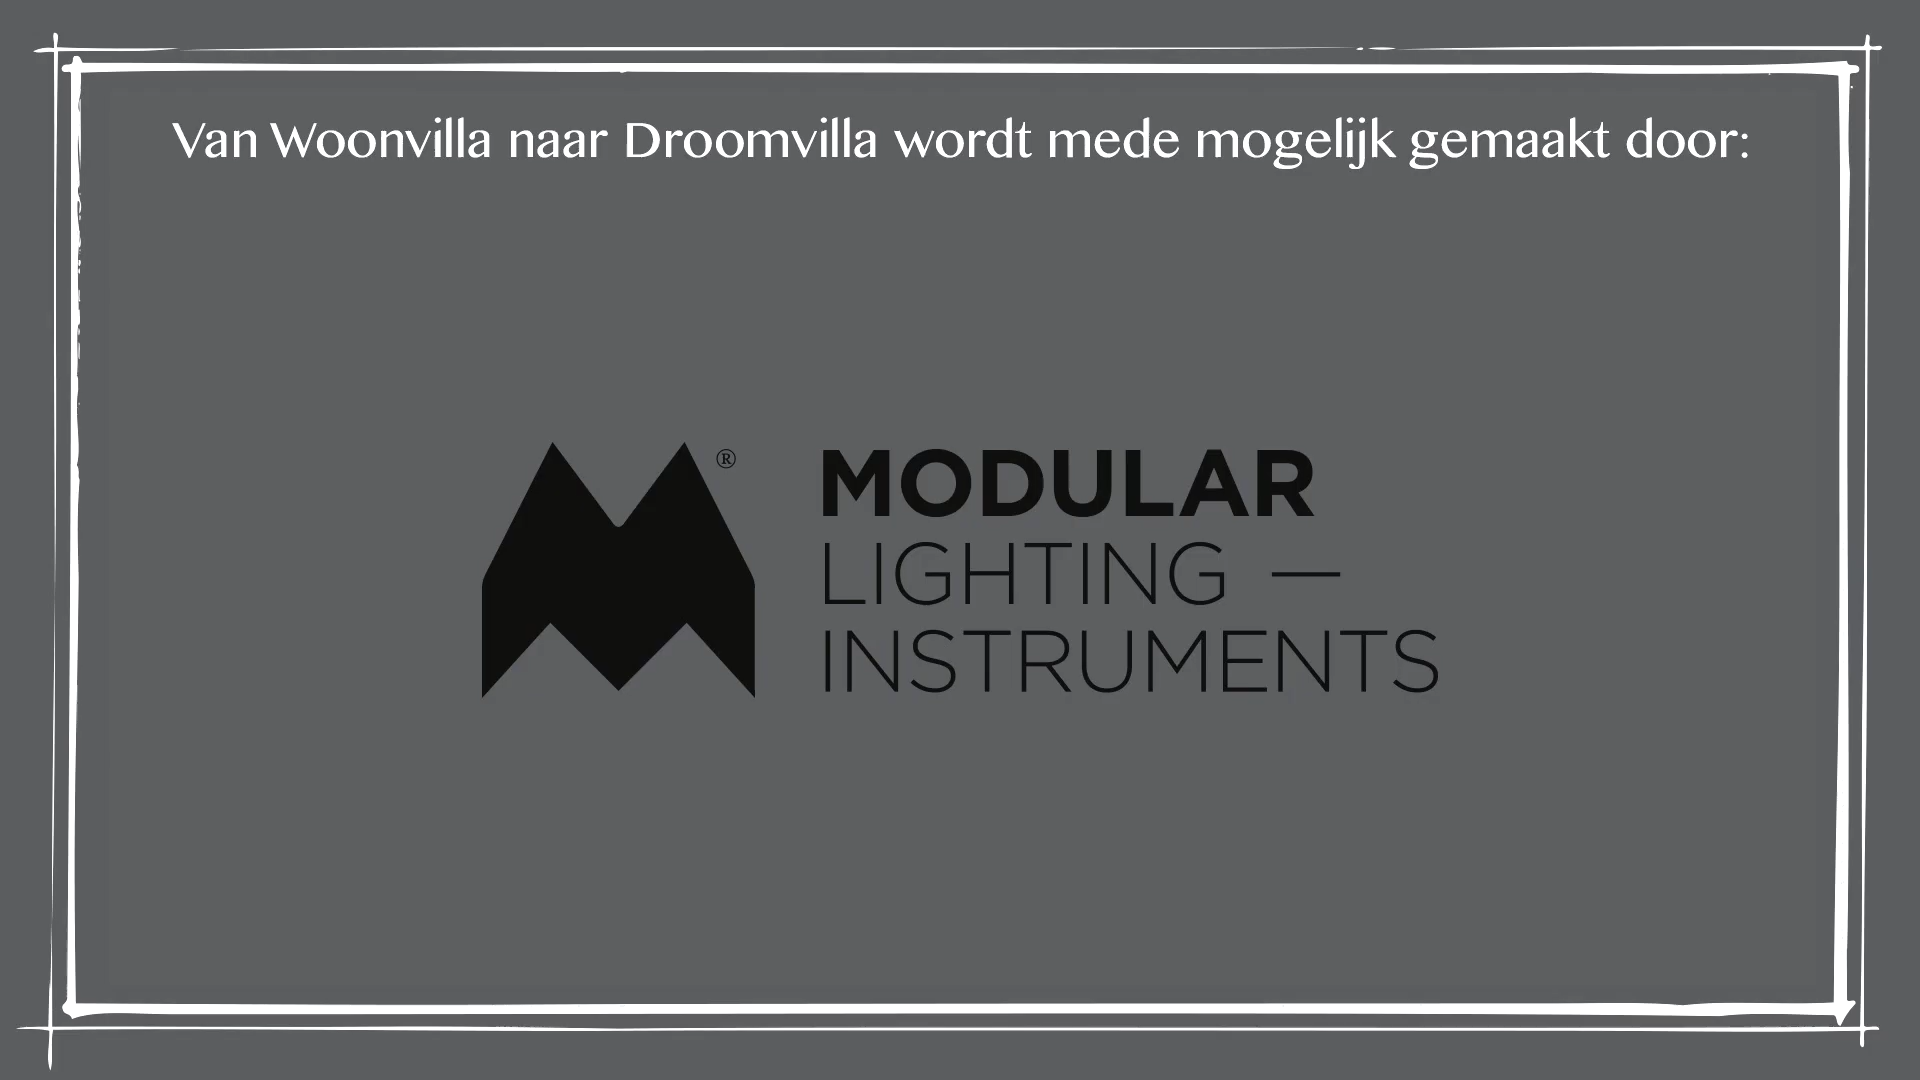 Van Woonvilla naar Droomvilla wordt mede mogelijk gemaakt door:
®
MODULAR
LIGHTING —
INSTRUMENTS